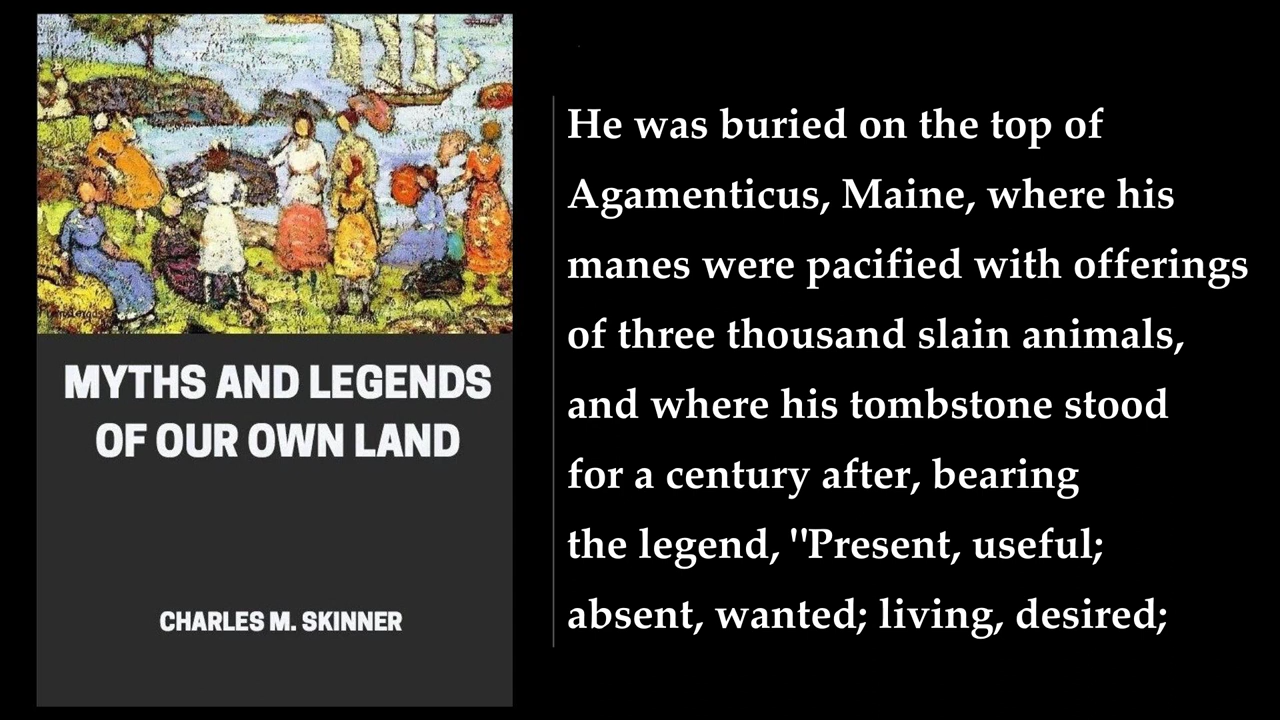 MYTHS AND LEGENDS
OF OUR OWN LAND
CHARLES M. SKINNER
He was buried on the top of
Agamenticus, Maine, where his
manes were pacified with offerings
of three thousand slain animals,
and where his tombstone stood
for a century after, bearing
the legend, "Present, useful;
absent, wanted; living, desired;